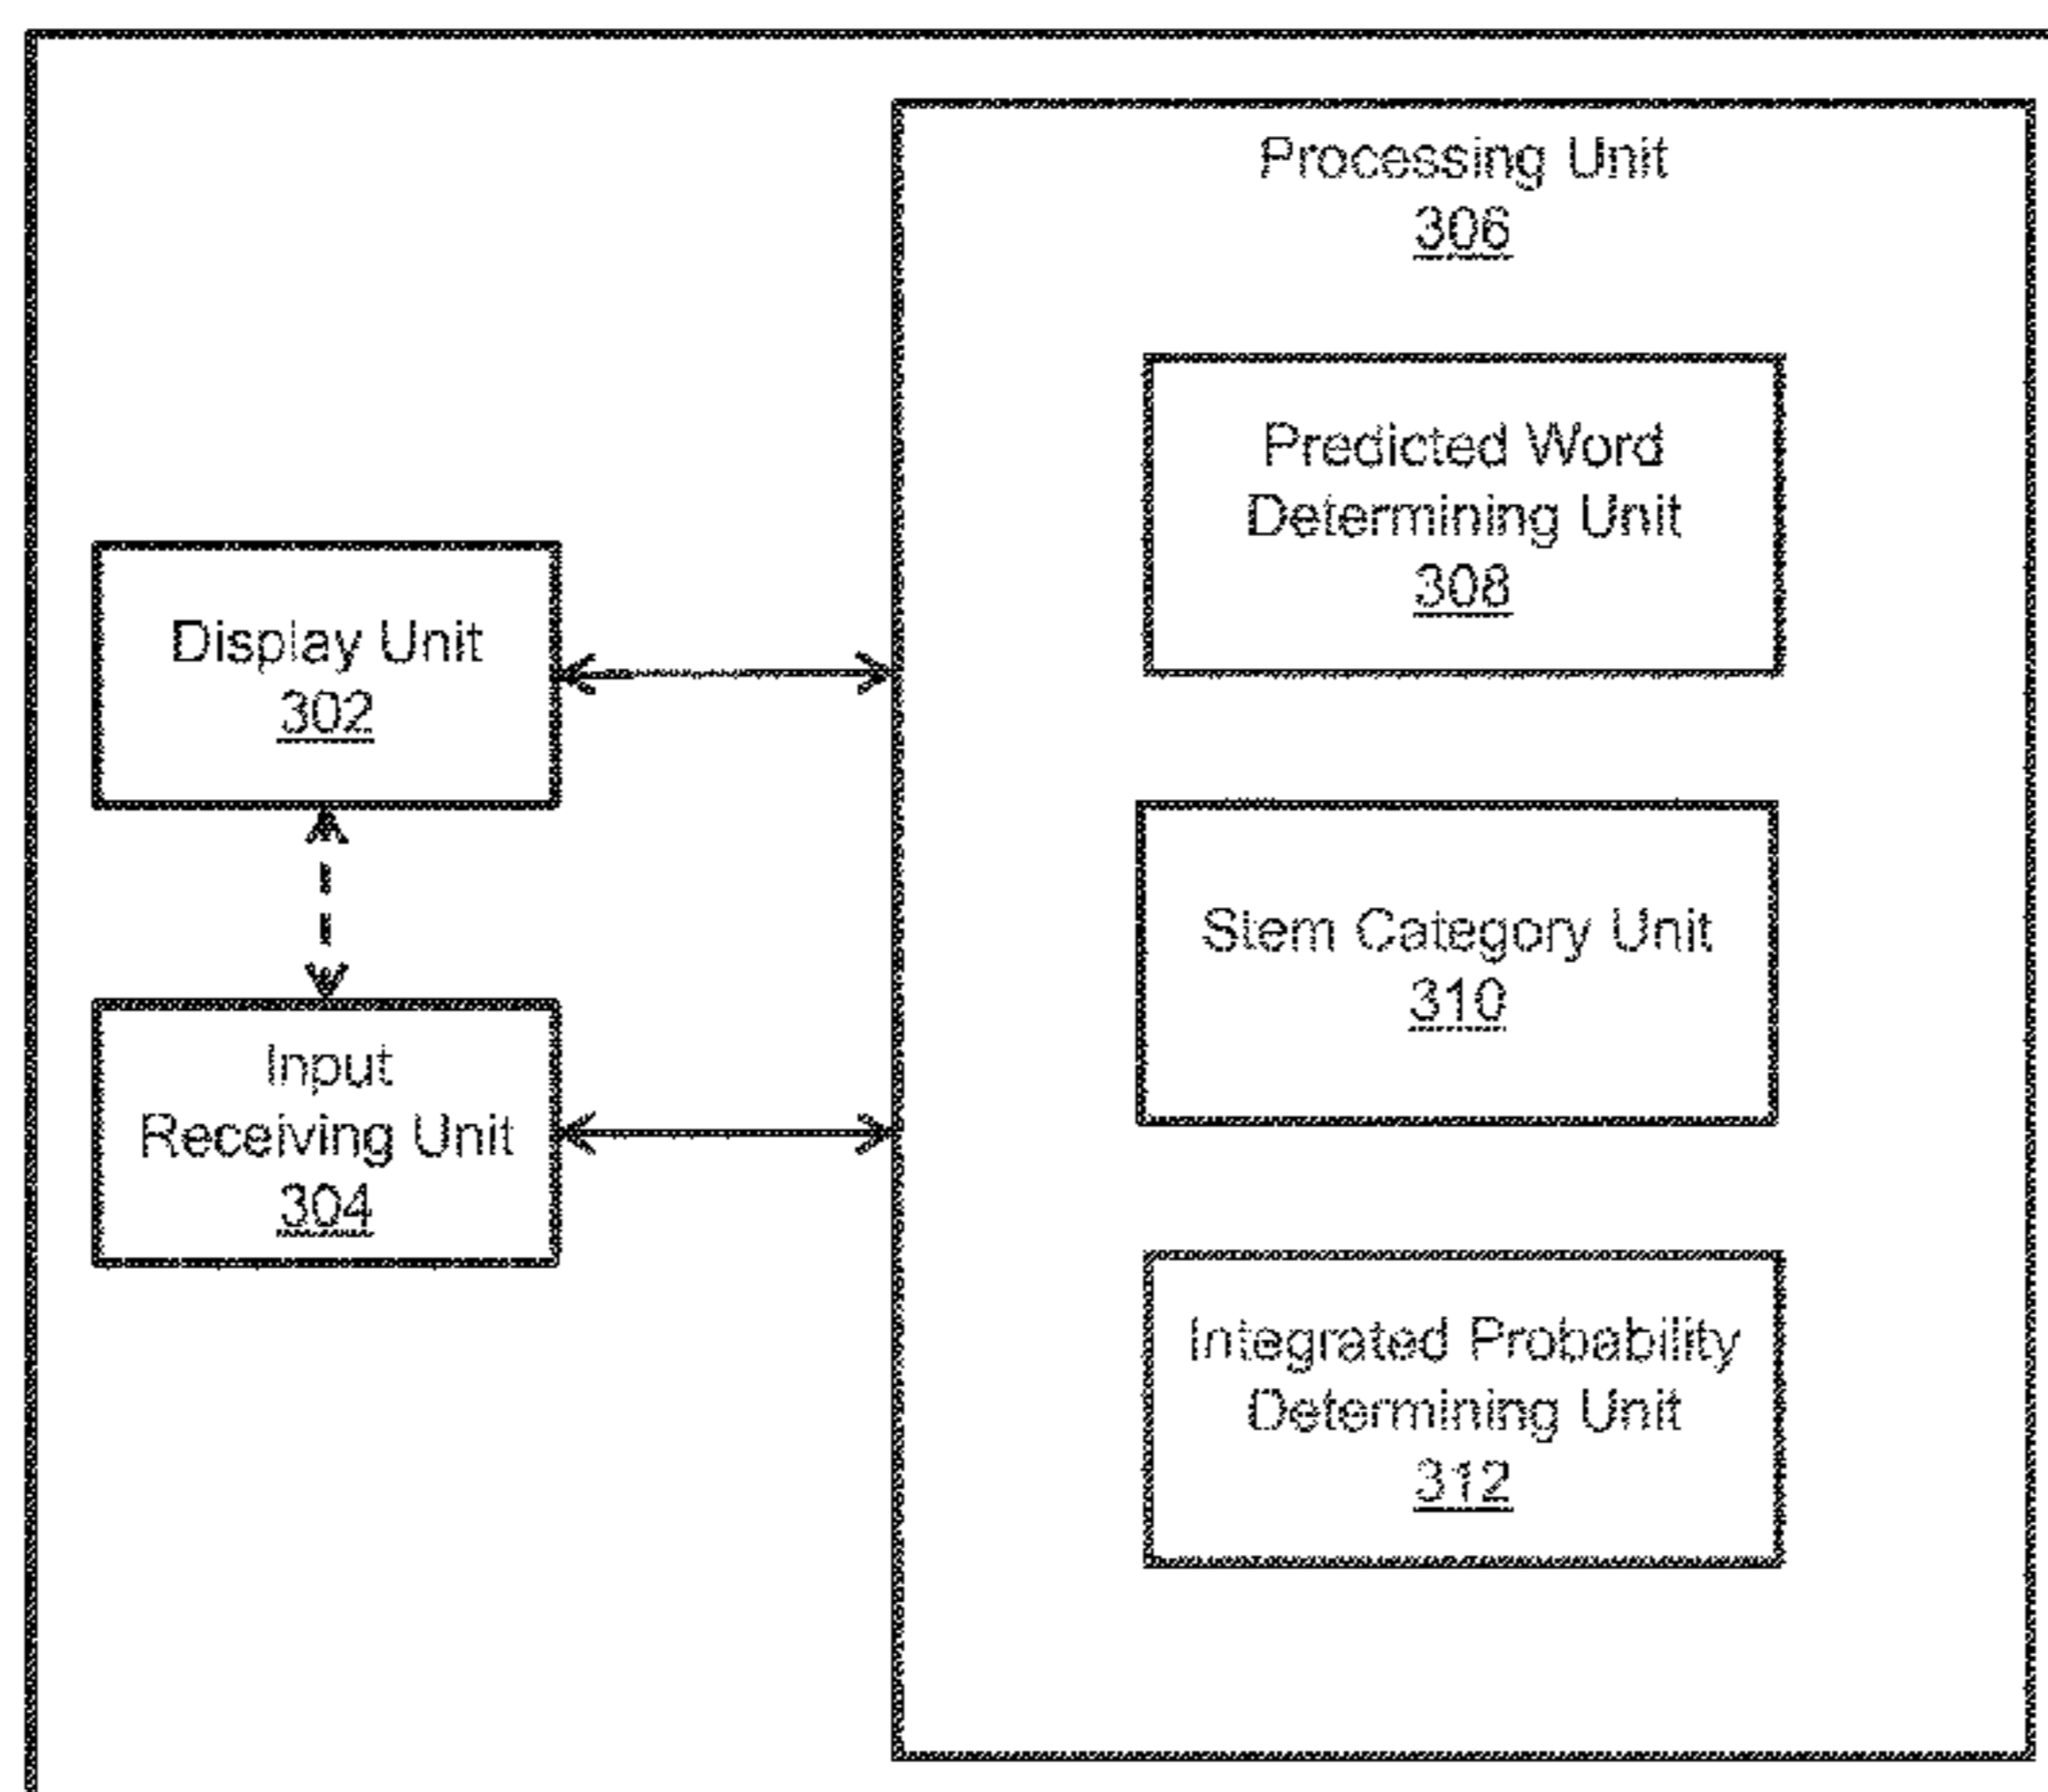 Processing Unit
306
Predicted Word
Determining Unit
308
Display Unit
302
Stem Category Unit
310
Input
Receiving Unit
304
Integrated Probability
Determining Unit
312